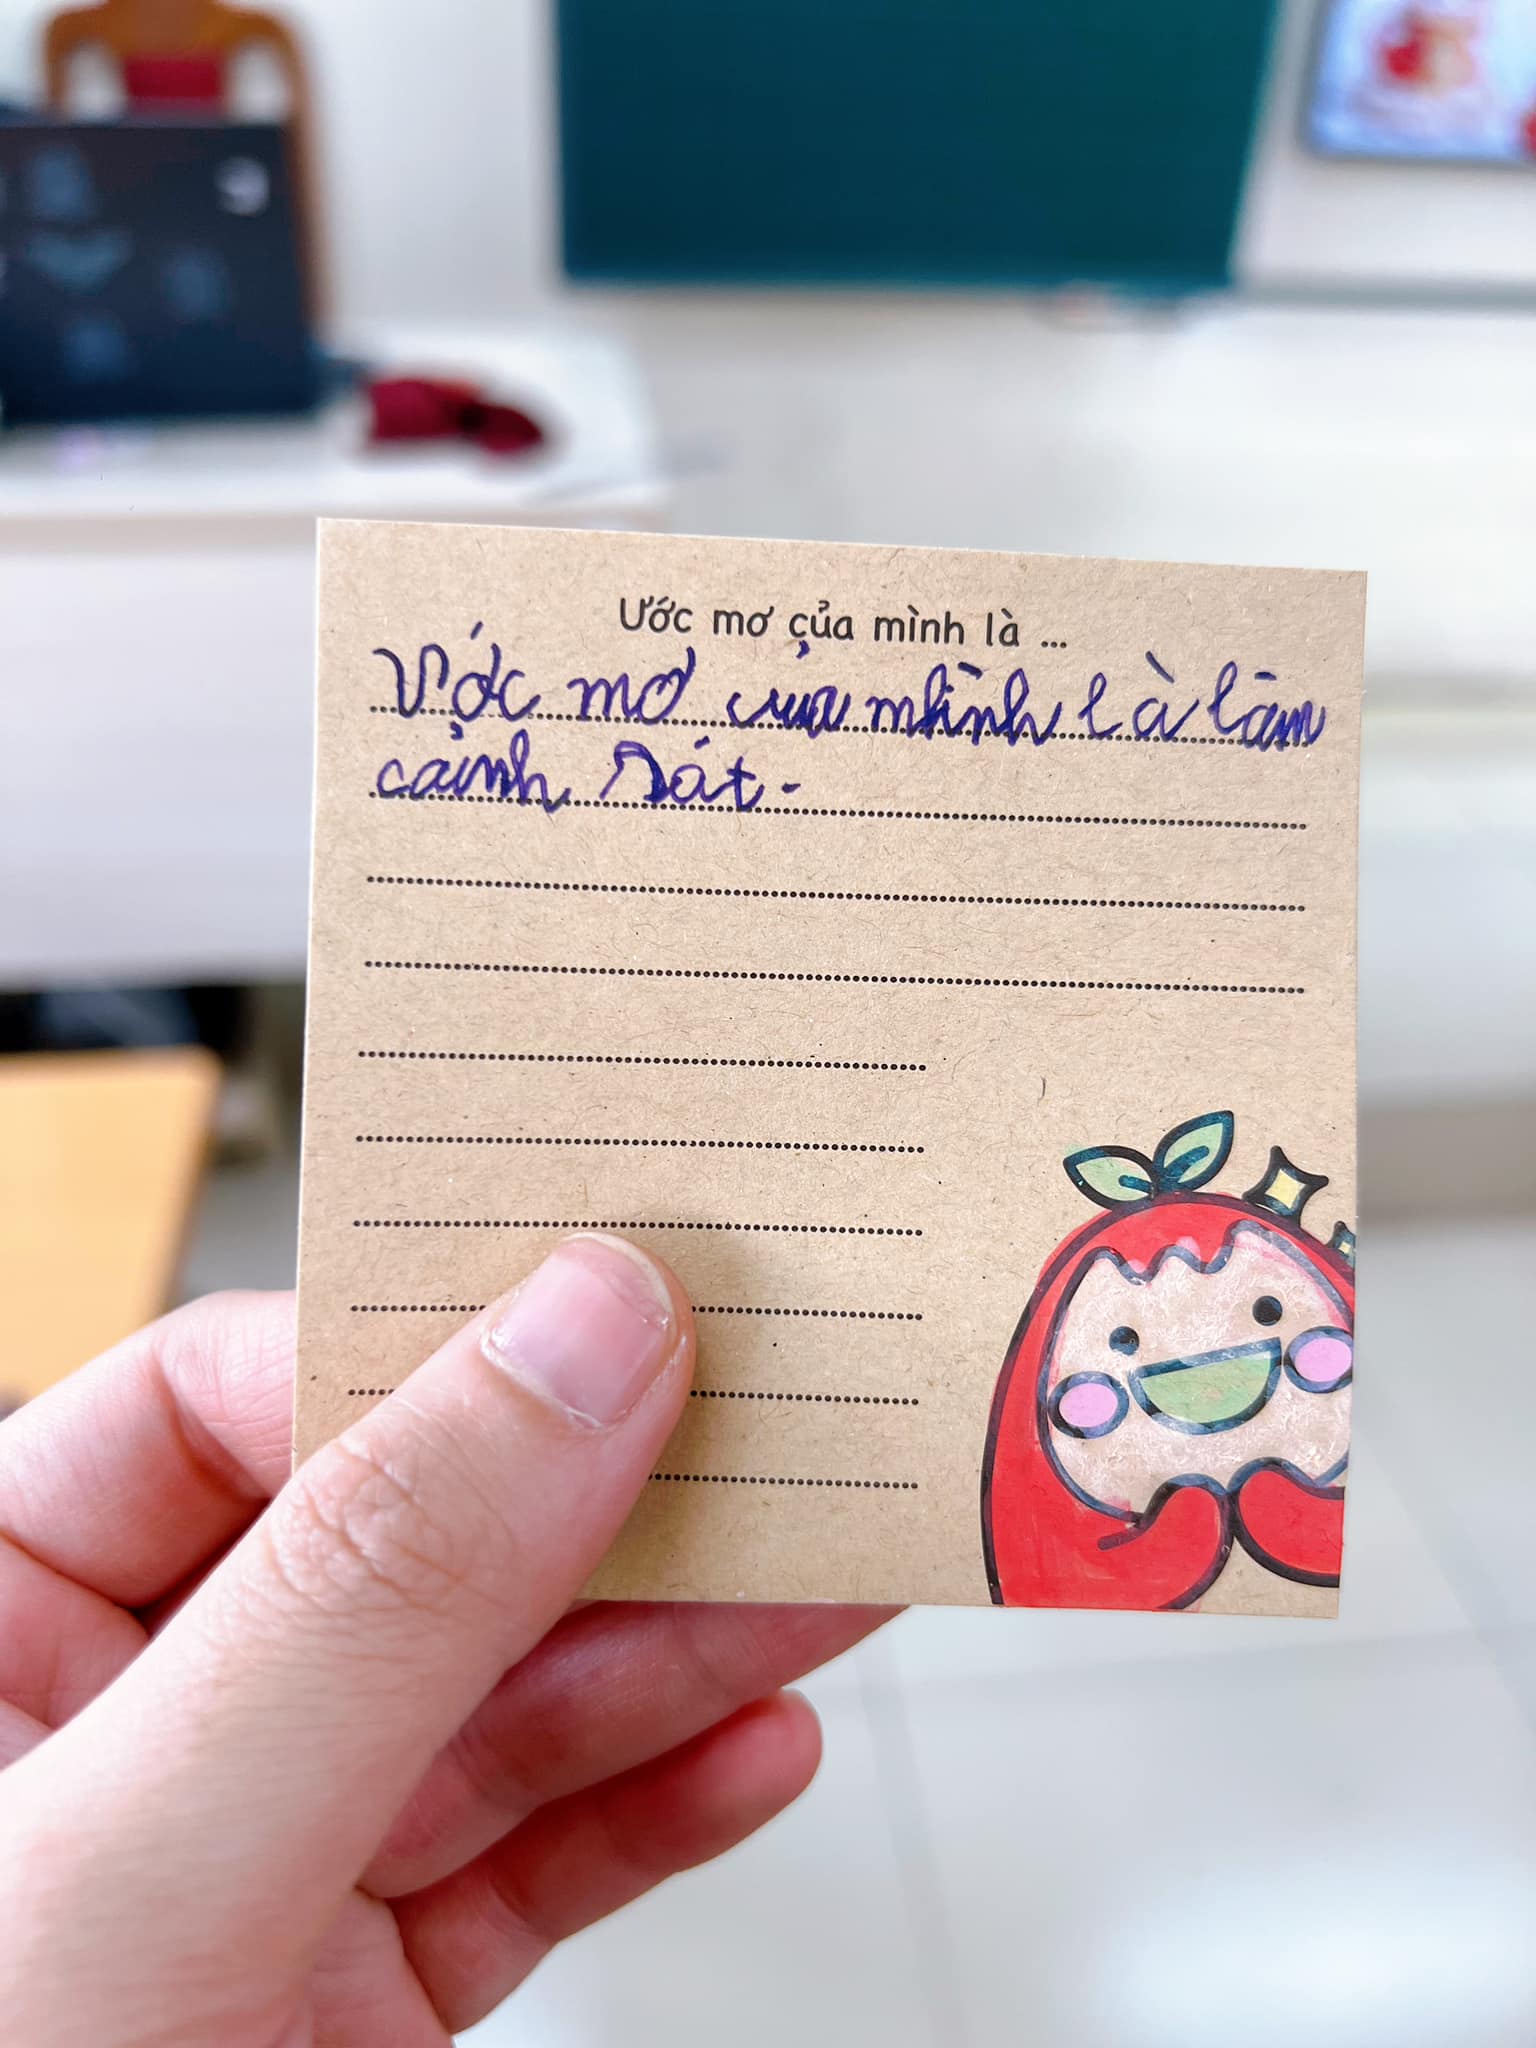 Ước mơ của mình là ...
Ước mơ của mình là làm
cảnh sát.